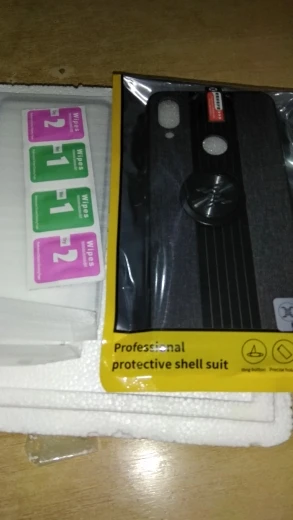 2 Wipes
1 Wipes
1 Wipes
2 Wipes
Professional
protective shell suit